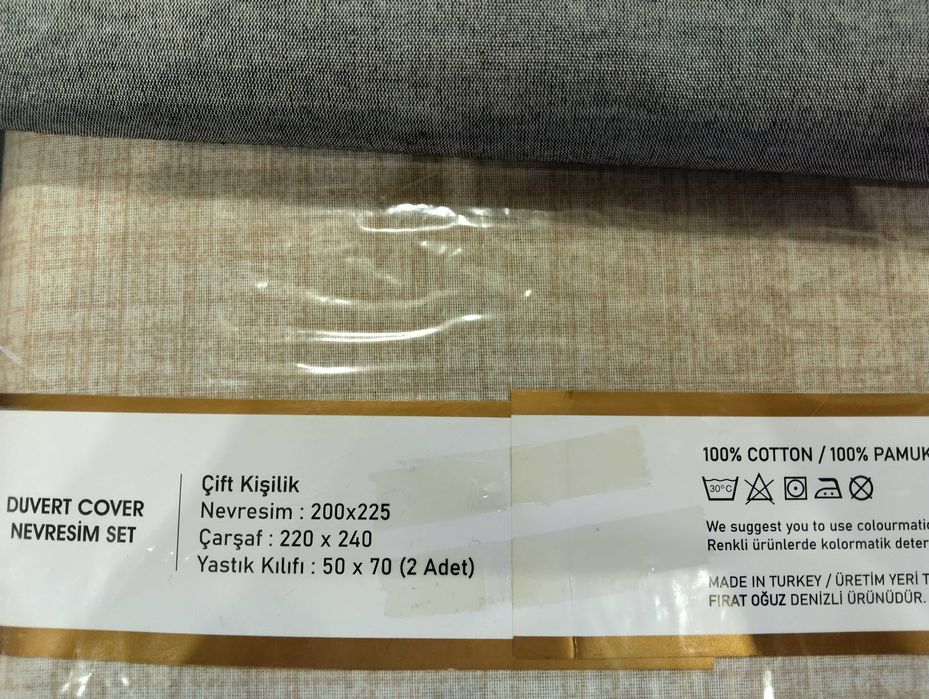 DUVERT COVER
NEVRESİM SET
Çift Kişilik
Nevresim : 200x225
Çarşaf : 220 x 240
Yastık Kılıfı : 50 x 70 (2 Adet)
100% COTTON / 100% PAMUK
30°C
We suggest you to use colourmatic
Renkli ürünlerde kolormatik deter
MADE IN TURKEY / ÜRETİM YERİ T
FIRAT OĞUZ DENİZLİ ÜRÜNÜDÜR.